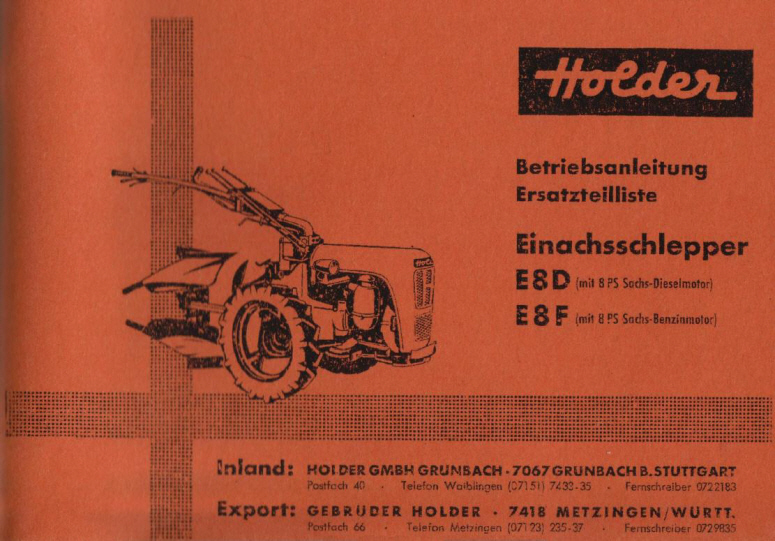 Holder
Betriebsanleitung
Ersatzteilliste
Einachsschlepper
E8D (mit 8 PS Sachs-Dieselmotor)
E8F (mit 8 PS Sachs-Benzinmotor)
Inland: HOLDER GMBH GRUNBACH · 7067 GRUNBACH B. STUTTGART
Postfach 40 · Telefon Waiblingen (07151) 7433-35 · Fernschreiber 0722183
Export: GEBRÜDER HOLDER · 7418 METZINGEN/WÜRTT.
Postfach 66 · Telefon Metzingen (07123) 235-37 · Fernschreiber 0729835